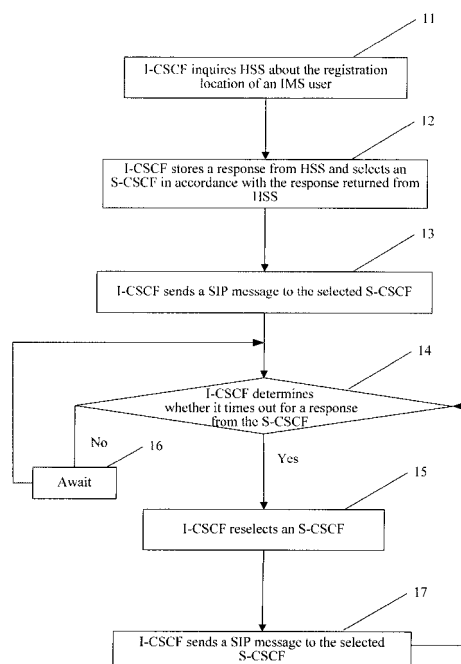 11
I-CSCF inquires HSS about the registration
location of an IMS user
12
I-CSCF stores a response from HSS and selects an
S-CSCF in accordance with the response returned from
HSS
13
I-CSCF sends a SIP message to the selected S-CSCF
14
I-CSCF determines
whether it times out for a response
from the S-CSCF
No
16
Yes
Await
15
I-CSCF reselects an S-CSCF
17
I-CSCF sends a SIP message to the selected
S-CSCF